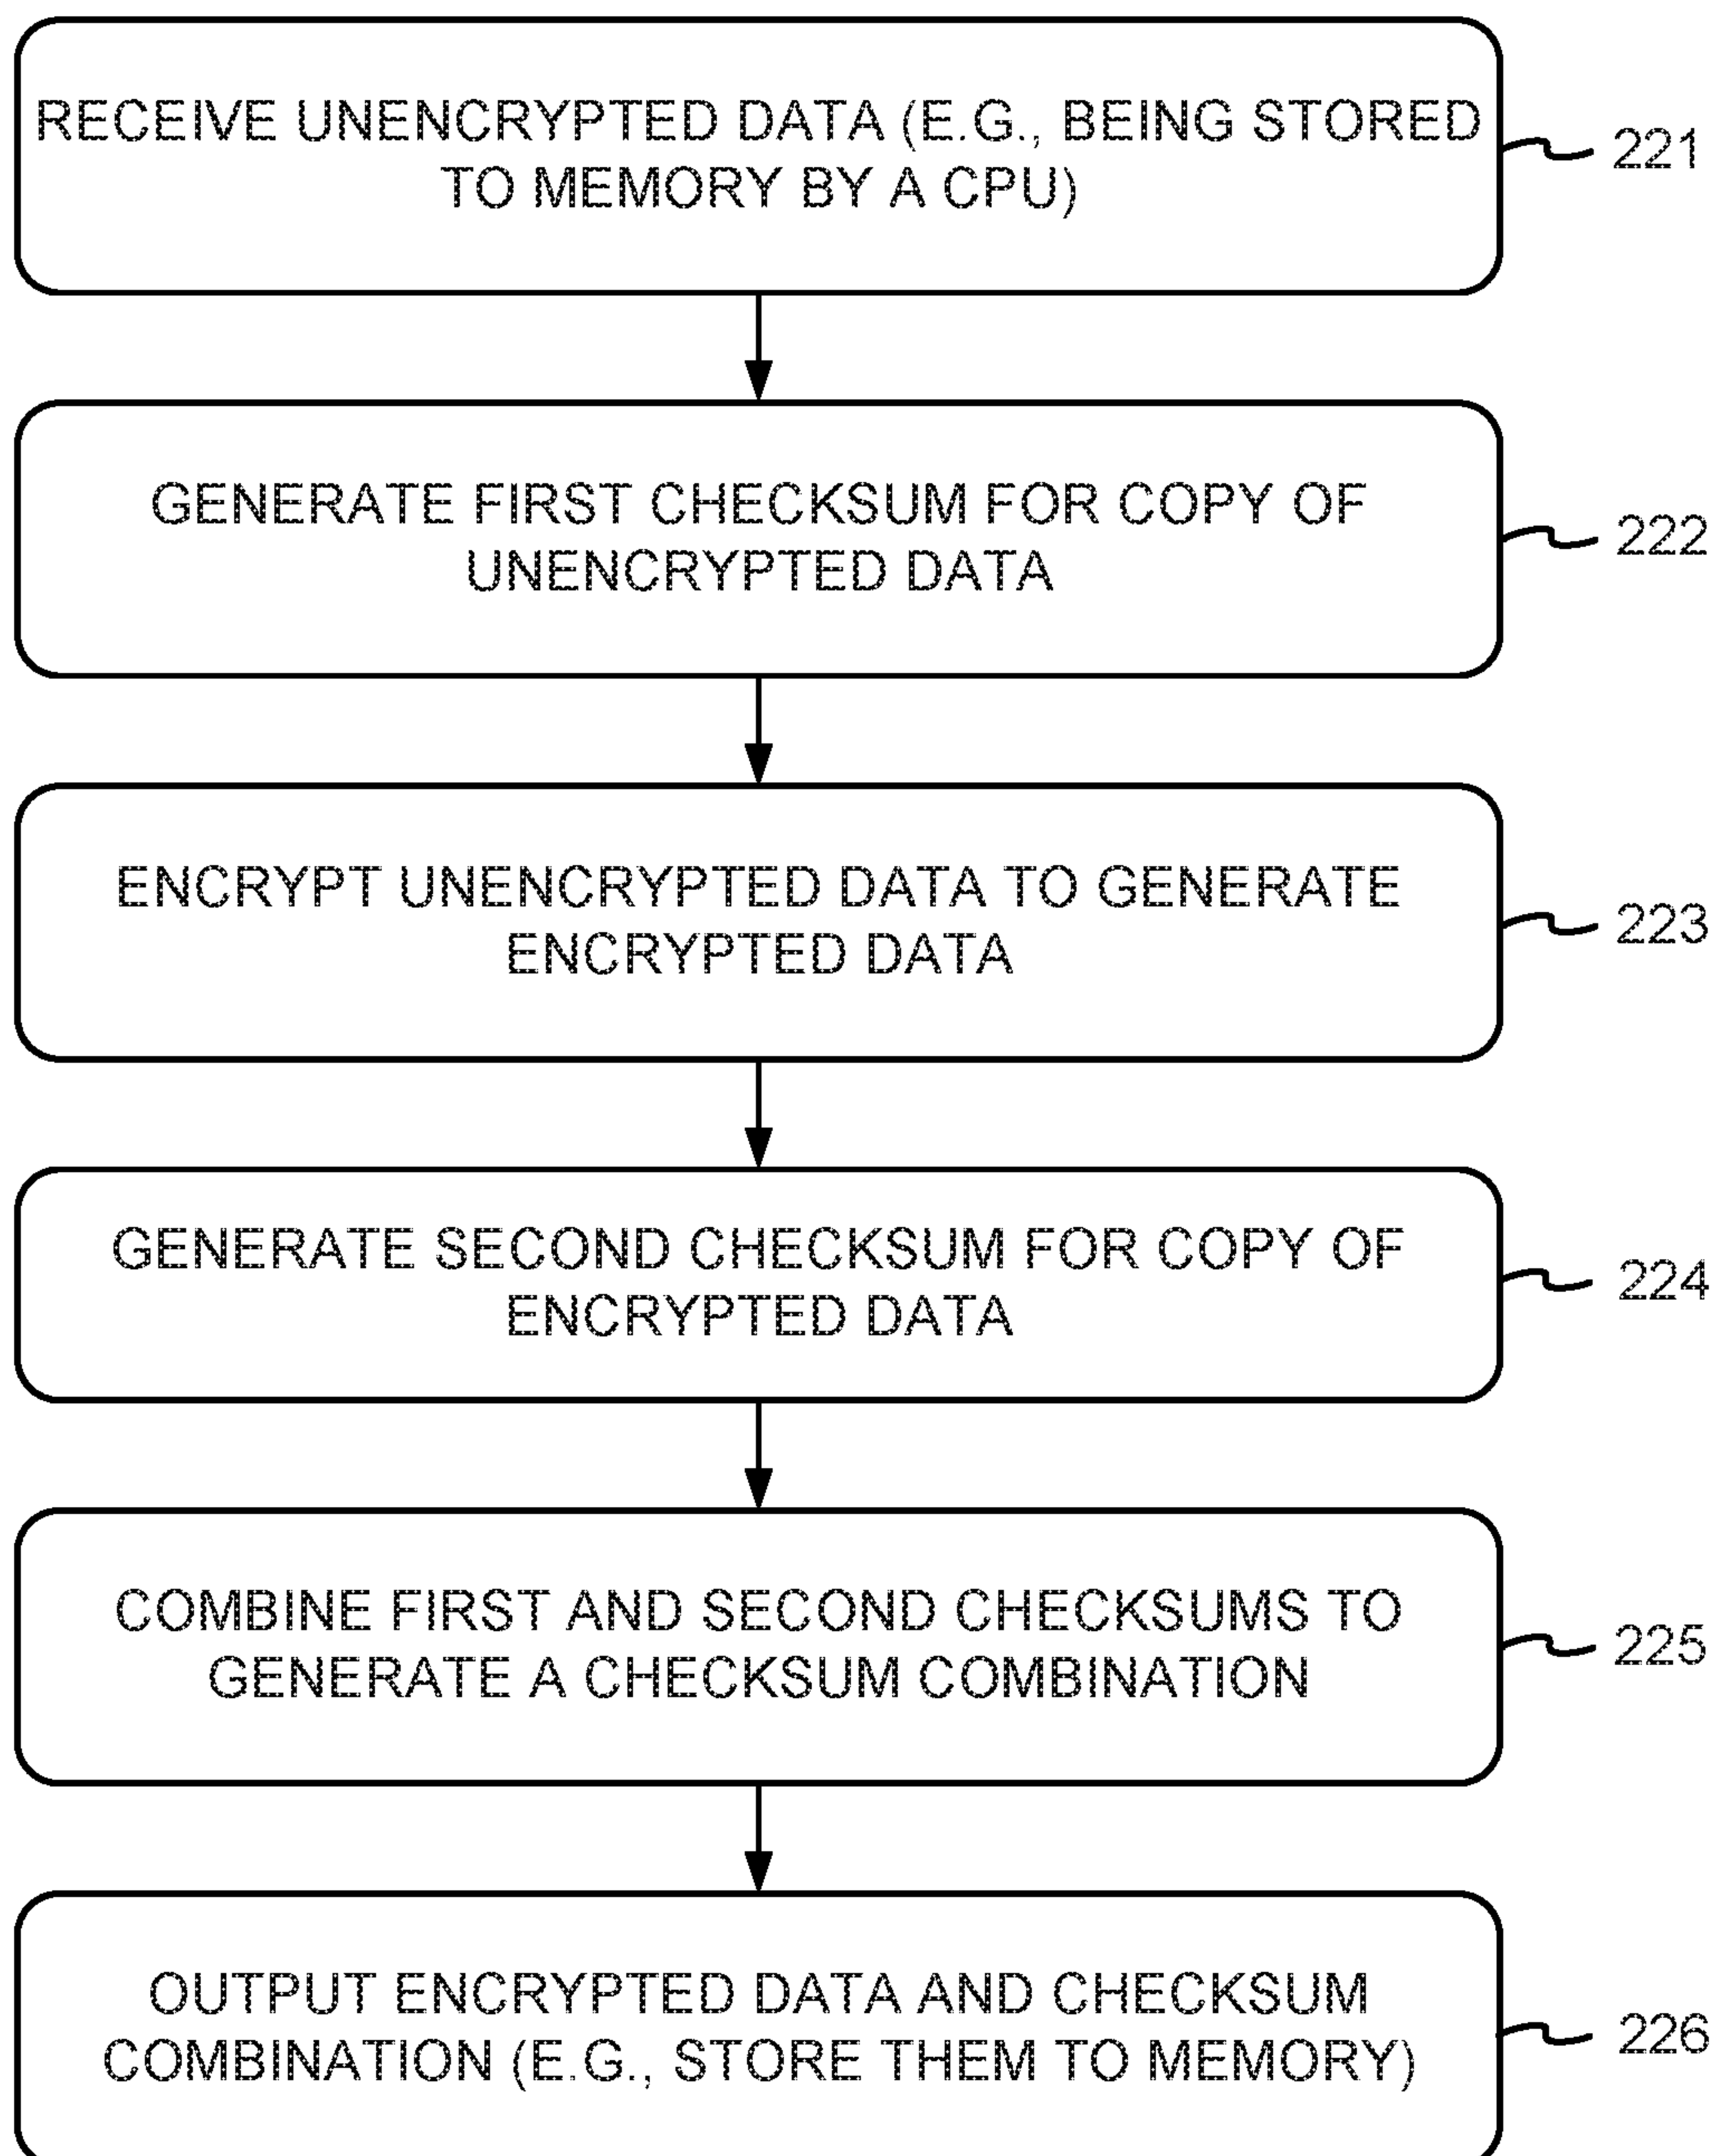 RECEIVE UNENCRYPTED DATA (E.G., BEING STORED
TO MEMORY BY A CPU)
221
GENERATE FIRST CHECKSUM FOR COPY OF
UNENCRYPTED DATA
222
ENCRYPT UNENCRYPTED DATA TO GENERATE
ENCRYPTED DATA
223
GENERATE SECOND CHECKSUM FOR COPY OF
ENCRYPTED DATA
224
COMBINE FIRST AND SECOND CHECKSUMS TO
GENERATE A CHECKSUM COMBINATION
225
OUTPUT ENCRYPTED DATA AND CHECKSUM
COMBINATION (E.G., STORE THEM TO MEMORY)
226